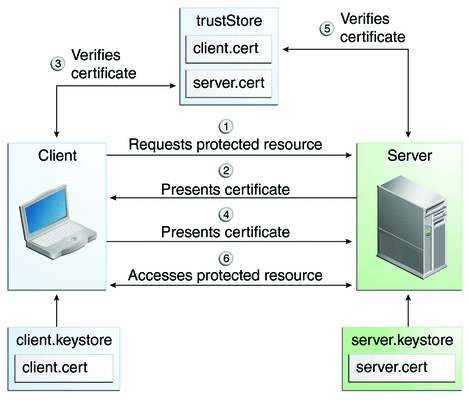 trustStore
client.cert
server.cert
③ Verifies
certificate
⑤ Verifies
certificate
Client
Server
①
Requests protected resource
②
Presents certificate
④
Presents certificate
⑥
Accesses protected resource
client.keystore
client.cert
server.keystore
server.cert